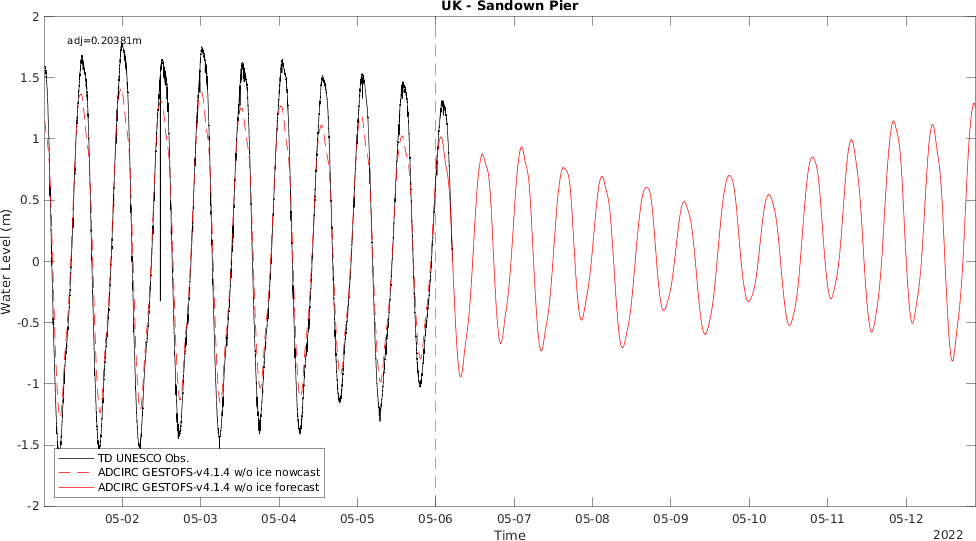 UK - Sandown Pier
adj=0.20381m
Water Level (m)
2
1.5
1
0.5
0
-0.5
-1
-1.5
-2
TD UNESCO Obs.
ADCIRC GESTOFS-v4.1.4 w/o ice nowcast
ADCIRC GESTOFS-v4.1.4 w/o ice forecast
05-02 05-03 05-04 05-05 05-06 05-07 05-08 05-09 05-10 05-11 05-12
Time
2022